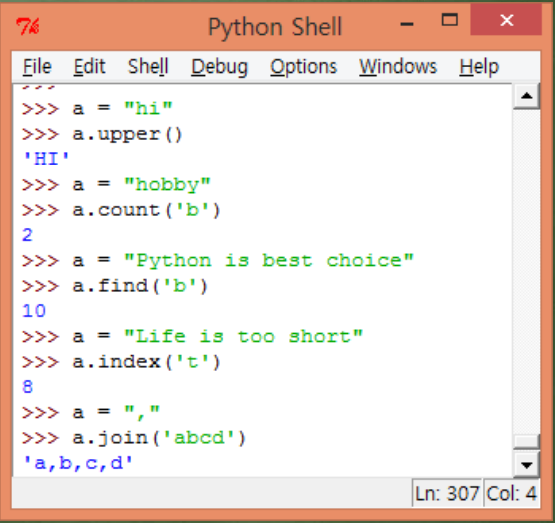 Python Shell
File Edit Shell Debug Options Windows Help
>>>
>>> a = "hi"
>>> a.upper()
'HI'
>>> a = "hobby"
>>> a.count('b')
2
>>> a = "Python is best choice"
>>> a.find('b')
10
>>> a = "Life is too short"
>>> a.index('t')
8
>>> a = ","
>>> a.join('abcd')
'a,b,c,d'
Ln: 307 Col: 4